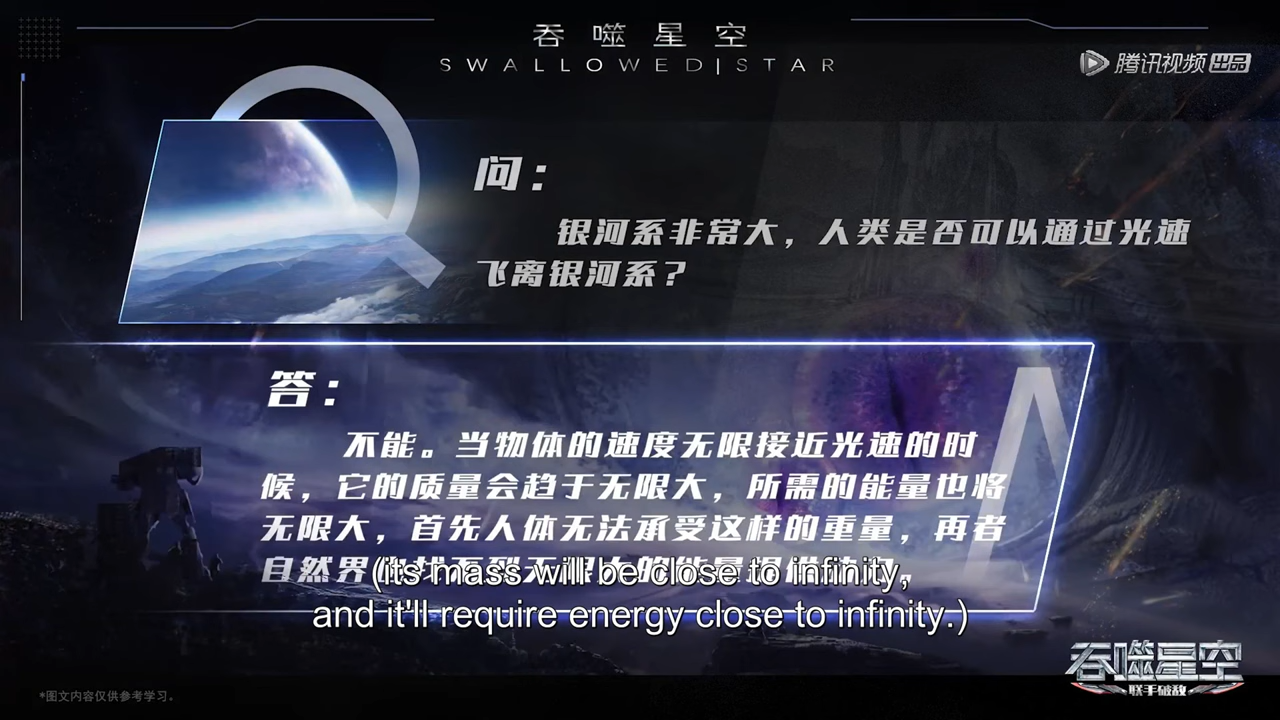 吞噬星空
SWALLOWED|STAR
腾讯视频 出品
问：
银河系非常大，人类是否可以通过光速
飞离银河系？
答：
不能。当物体的速度无限接近光速的时
候，它的质量会趋于无限大，所需的能量也将
无限大，首先人体无法承受这样的重量，再者
自然界
(its mass will be close to infinity,
and it'll require energy close to infinity.)
吞噬星空
联手破敌
*图文内容仅供参考学习。